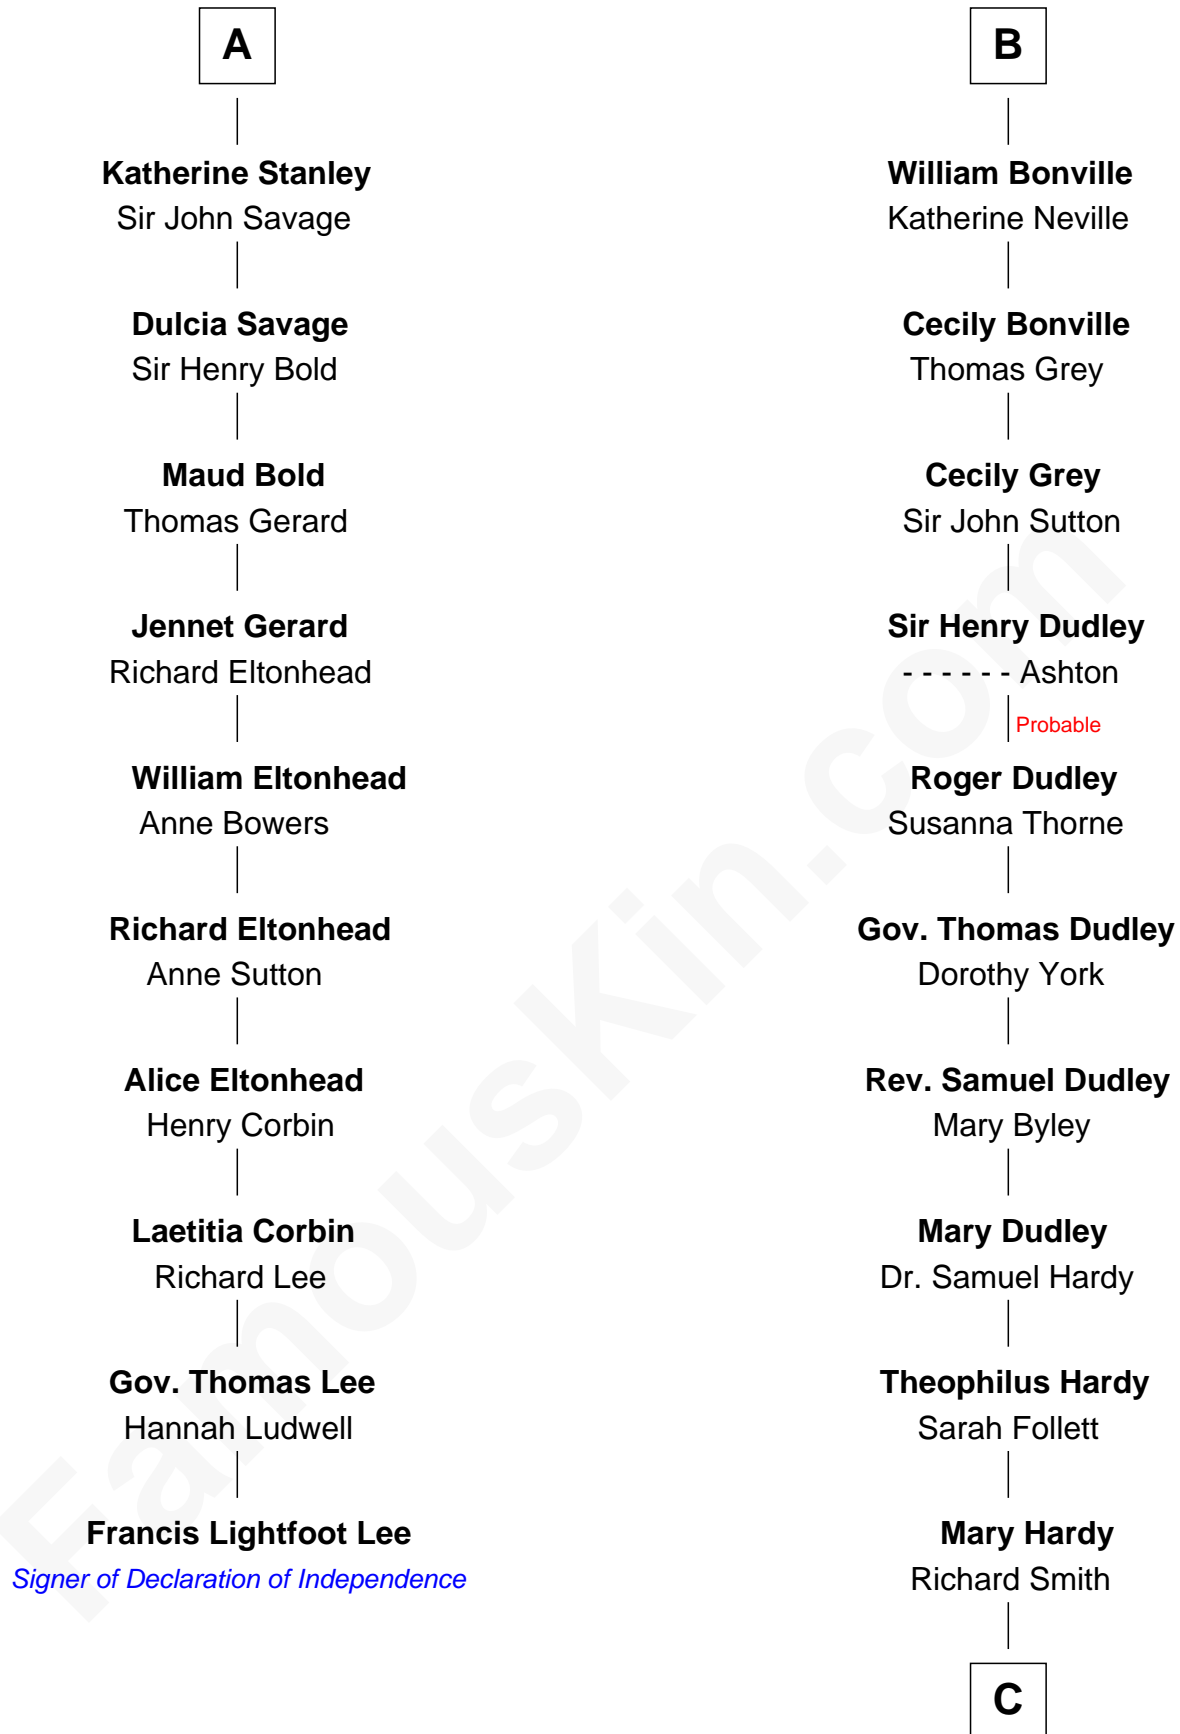 A
Katherine Stanley
Sir John Savage
Dulcia Savage
Sir Henry Bold
Maud Bold
Thomas Gerard
Jennet Gerard
Richard Eltonhead
William Eltonhead
Anne Bowers
Richard Eltonhead
Anne Sutton
Alice Eltonhead
Henry Corbin
Laetitia Corbin
Richard Lee
Gov. Thomas Lee
Hannah Ludwell
Francis Lightfoot Lee
Signer of Declaration of Independence
B
William Bonville
Katherine Neville
Cecily Bonville
Thomas Grey
Cecily Grey
Sir John Sutton
Sir Henry Dudley
- - - - - - Ashton
Probable
Roger Dudley
Susanna Thorne
Gov. Thomas Dudley
Dorothy York
Rev. Samuel Dudley
Mary Byley
Mary Dudley
Dr. Samuel Hardy
Theophilus Hardy
Sarah Follett
Mary Hardy
Richard Smith
C
FamousKin.com